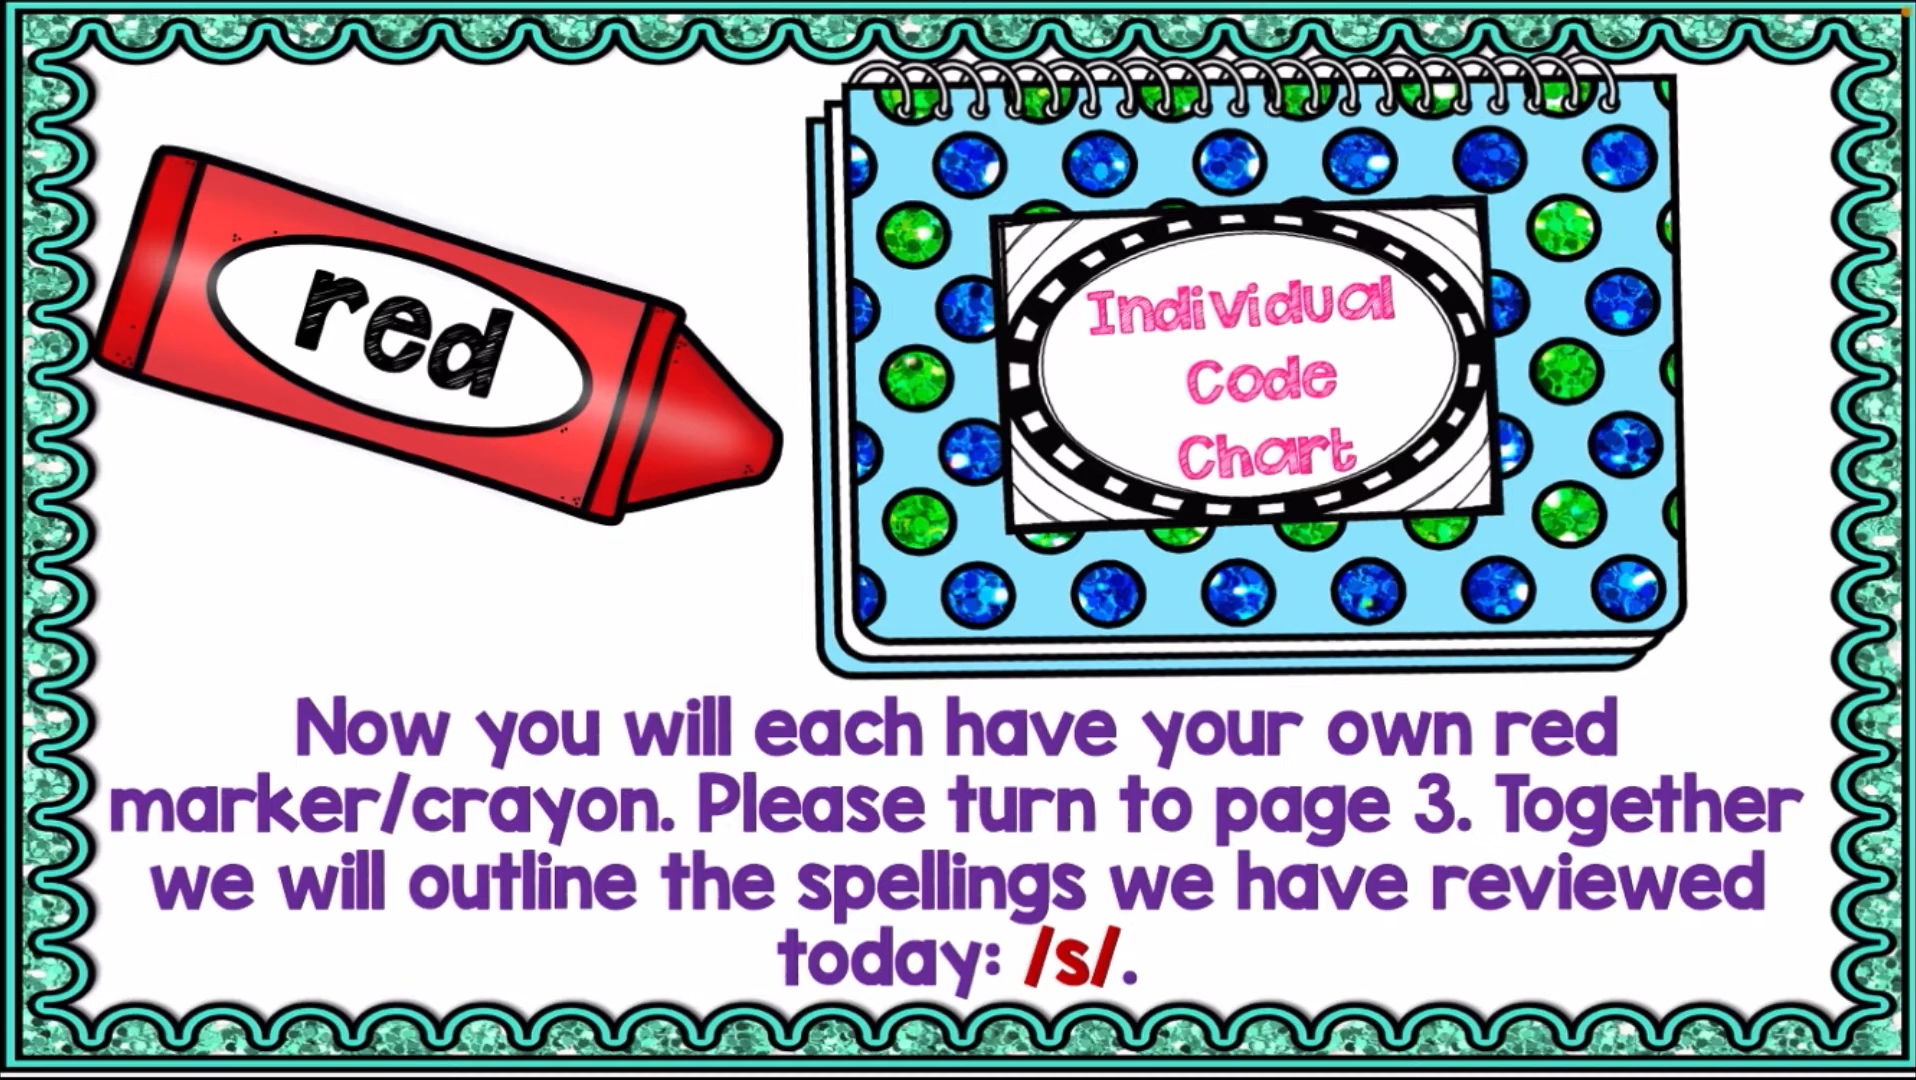 red
Individual
Code
Chart
Now you will each have your own red
marker/crayon. Please turn to page 3. Together
we will outline the spellings we have reviewed
today: /s/.